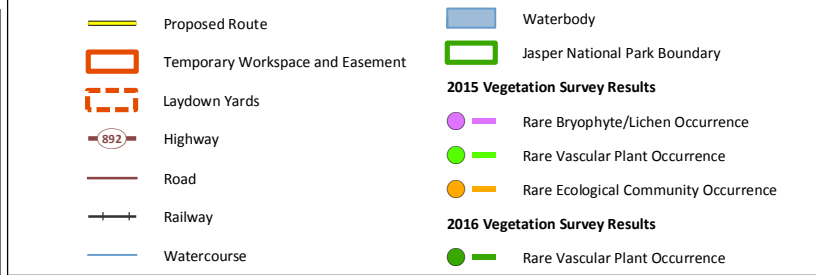 Proposed Route
Temporary Workspace and Easement
Laydown Yards
892
Highway
Road
Railway
Watercourse
Waterbody
Jasper National Park Boundary
2015 Vegetation Survey Results
Rare Bryophyte/Lichen Occurrence
Rare Vascular Plant Occurrence
Rare Ecological Community Occurrence
2016 Vegetation Survey Results
Rare Vascular Plant Occurrence